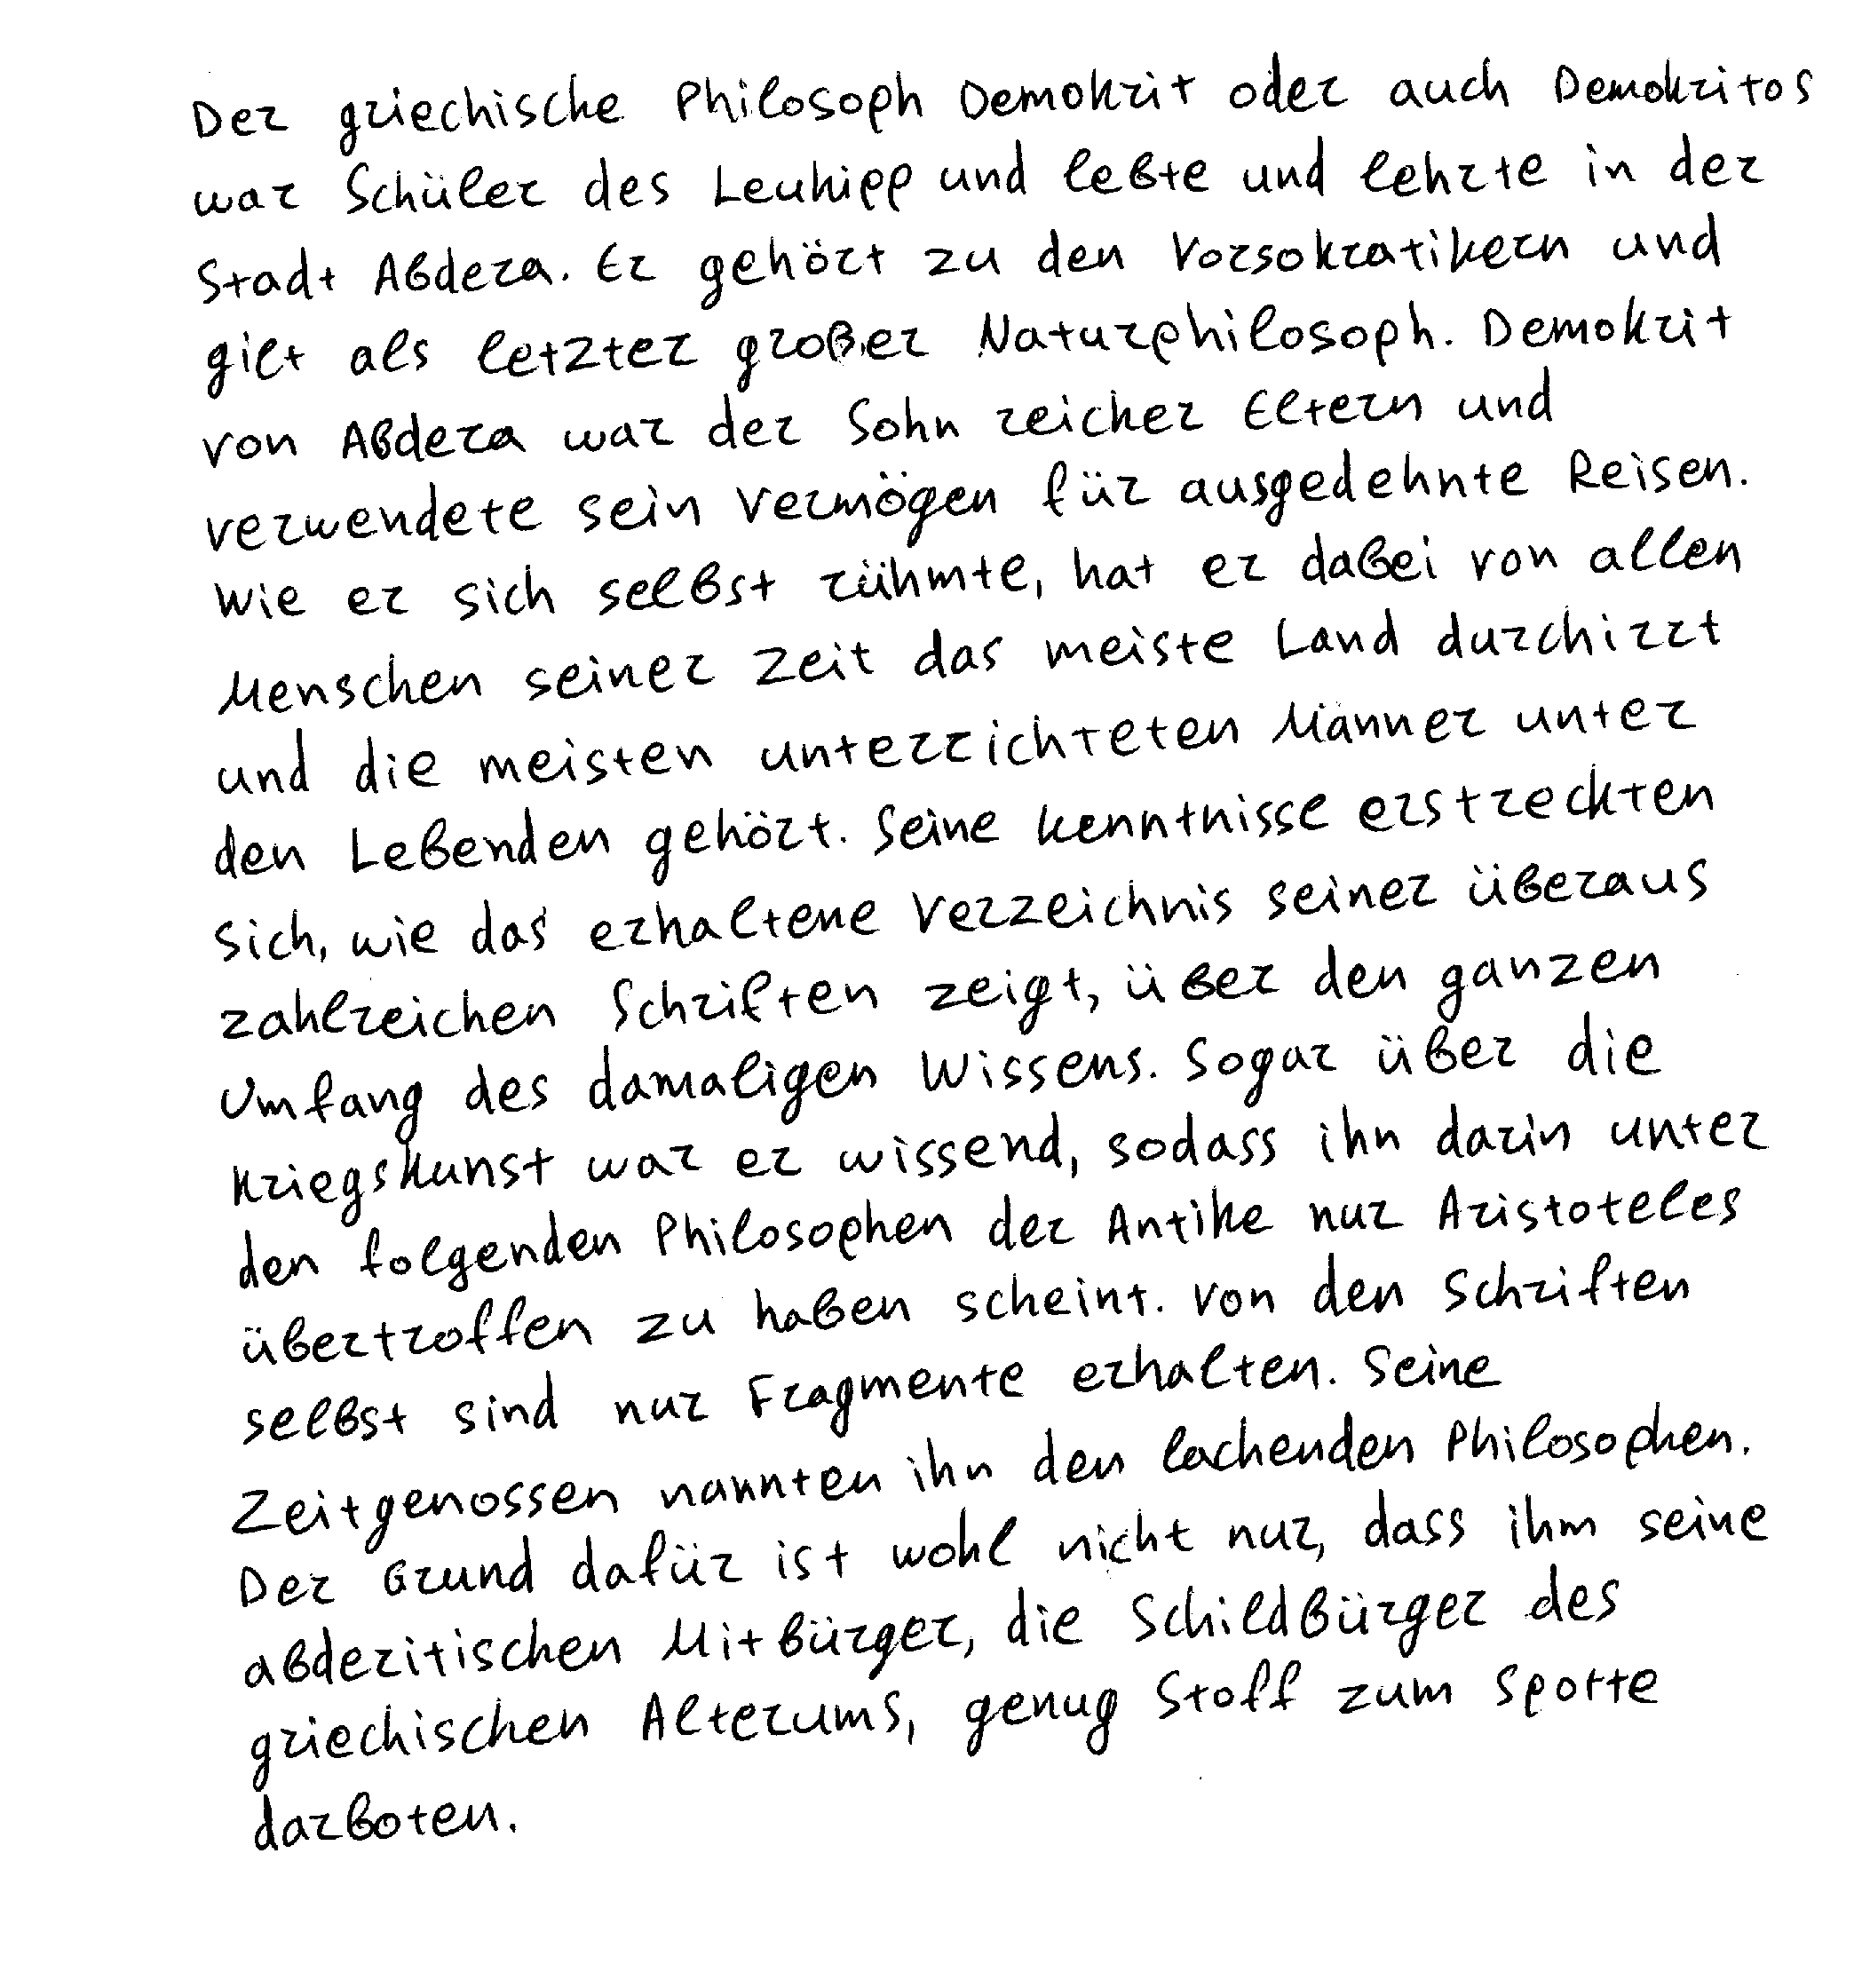 Der griechische Philosoph Demokrit oder auch Demokritos
war Schüler des Leukipp und lebte und lehrte in der
Stadt Abdera. Er gehört zu den Vorsokratikern und
gilt als letzter großer Naturphilosoph. Demokrit
von Abdera war der Sohn reicher Eltern und
verwendete sein Vermögen für ausgedehnte Reisen.
Wie er sich selbst rühmte, hat er dabei von allen
Menschen seiner Zeit das meiste Land durchirrt
und die meisten unterrichteten Männer unter
den Lebenden gehört. Seine Kenntnisse erstreckten
sich, wie das erhaltene Verzeichnis seiner überaus
zahlreichen Schriften zeigt, über den ganzen
Umfang des damaligen Wissens. Sogar über die
Kriegskunst war er wissend, sodass ihn darin unter
den folgenden Philosophen der Antike nur Aristoteles
übertroffen zu haben scheint. Von den Schriften
selbst sind nur Fragmente erhalten. Seine
Zeitgenossen nannten ihn den lachenden Philosophen.
Der Grund dafür ist wohl nicht nur, dass ihm seine
abderitischen Mitbürger, die Schildbürger des
griechischen Alterums, genug Stoff zum Spotte
darboten.